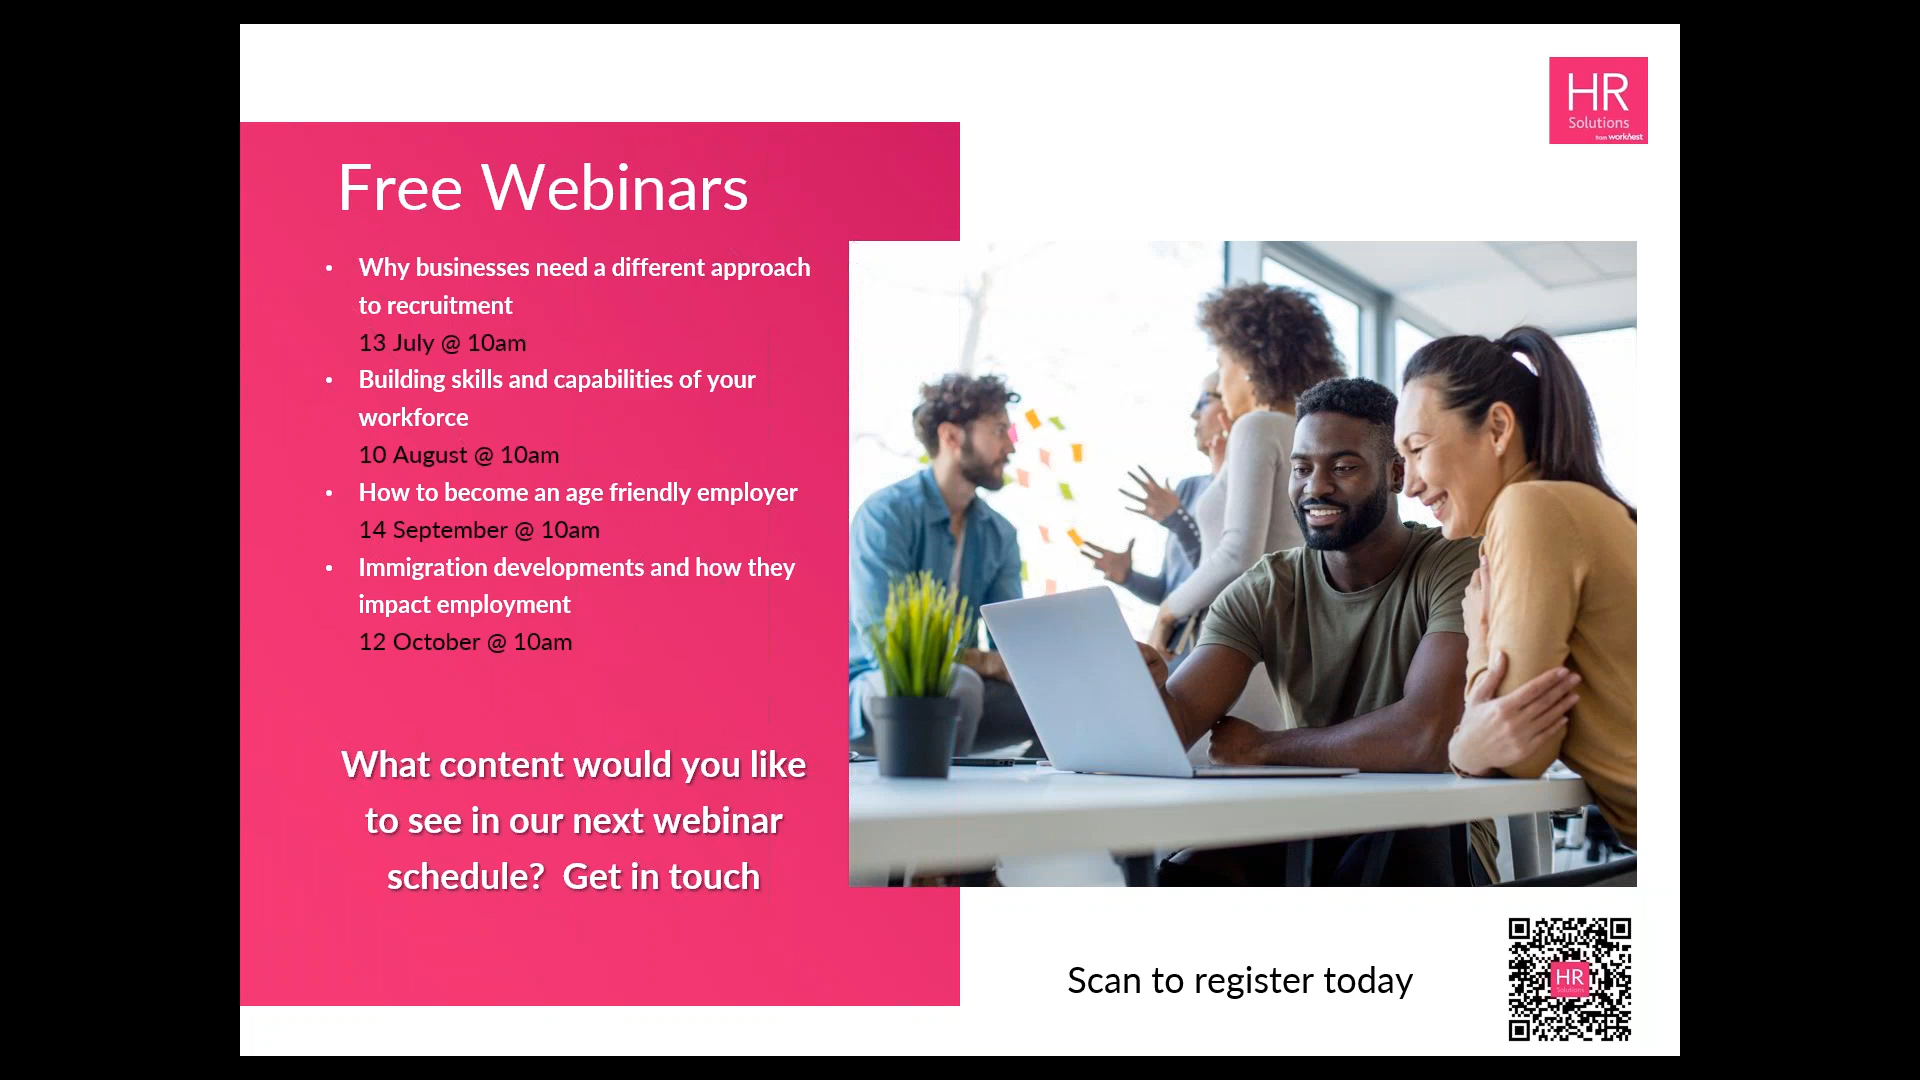 HR
Solutions
from worknest
Free Webinars
• Why businesses need a different approach
to recruitment
13 July @ 10am
• Building skills and capabilities of your
workforce
10 August @ 10am
• How to become an age friendly employer
14 September @ 10am
• Immigration developments and how they
impact employment
12 October @ 10am
What content would you like
to see in our next webinar
schedule?  Get in touch
Scan to register today
HR
Solutions